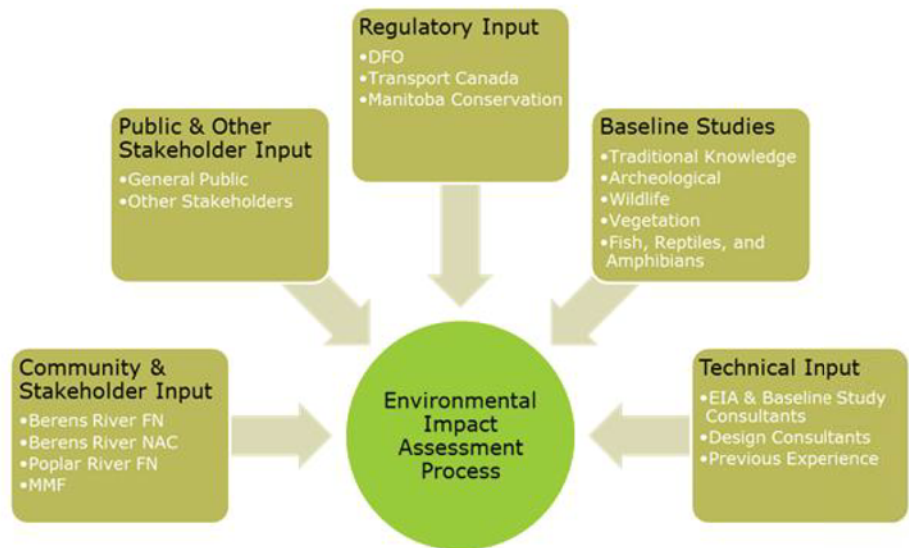 Regulatory Input
•DFO
•Transport Canada
•Manitoba Conservation
Public & Other
Stakeholder Input
•General Public
•Other Stakeholders
Baseline Studies
•Traditional Knowledge
•Archeological
•Wildlife
•Vegetation
•Fish, Reptiles, and
Amphibians
Community &
Stakeholder Input
•Berens River FN
•Berens River NAC
•Poplar River FN
•MMF
Environmental
Impact
Assessment
Process
Technical Input
•EIA & Baseline Study
Consultants
•Design Consultants
•Previous Experience